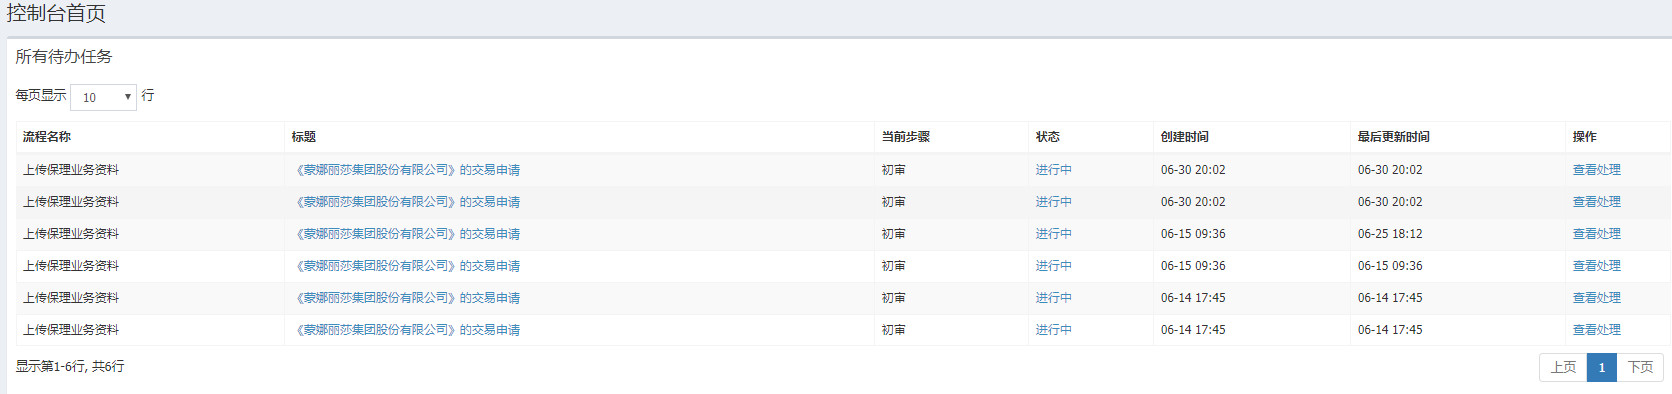 控制台首页
所有待办任务
每页显示 10 行
流程名称 标题 当前步骤 状态 创建时间 最后更新时间 操作
上传保理业务资料 《蒙娜丽莎集团股份有限公司》的交易申请 初审 进行中 06-30 20:02 06-30 20:02 查看处理
上传保理业务资料 《蒙娜丽莎集团股份有限公司》的交易申请 初审 进行中 06-30 20:02 06-30 20:02 查看处理
上传保理业务资料 《蒙娜丽莎集团股份有限公司》的交易申请 初审 进行中 06-15 09:36 06-25 18:12 查看处理
上传保理业务资料 《蒙娜丽莎集团股份有限公司》的交易申请 初审 进行中 06-15 09:36 06-15 09:36 查看处理
上传保理业务资料 《蒙娜丽莎集团股份有限公司》的交易申请 初审 进行中 06-14 17:45 06-14 17:45 查看处理
上传保理业务资料 《蒙娜丽莎集团股份有限公司》的交易申请 初审 进行中 06-14 17:45 06-14 17:45 查看处理
显示第1-6行, 共6行 上页 1 下页